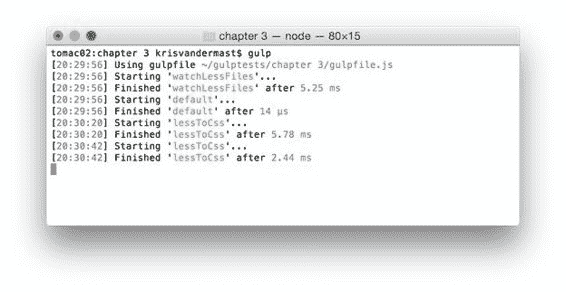 chapter 3 — node — 80×15
tomac02:chapter 3 krisvandermast$ gulp
[20:29:56] Using gulpfile ~/gulptests/chapter 3/gulpfile.js
[20:29:56] Starting 'watchLessFiles'...
[20:29:56] Finished 'watchLessFiles' after 5.25 ms
[20:29:56] Starting 'default'...
[20:29:56] Finished 'default' after 14 μs
[20:30:20] Starting 'lessToCss'...
[20:30:20] Finished 'lessToCss' after 5.78 ms
[20:30:42] Starting 'lessToCss'...
[20:30:42] Finished 'lessToCss' after 2.44 ms